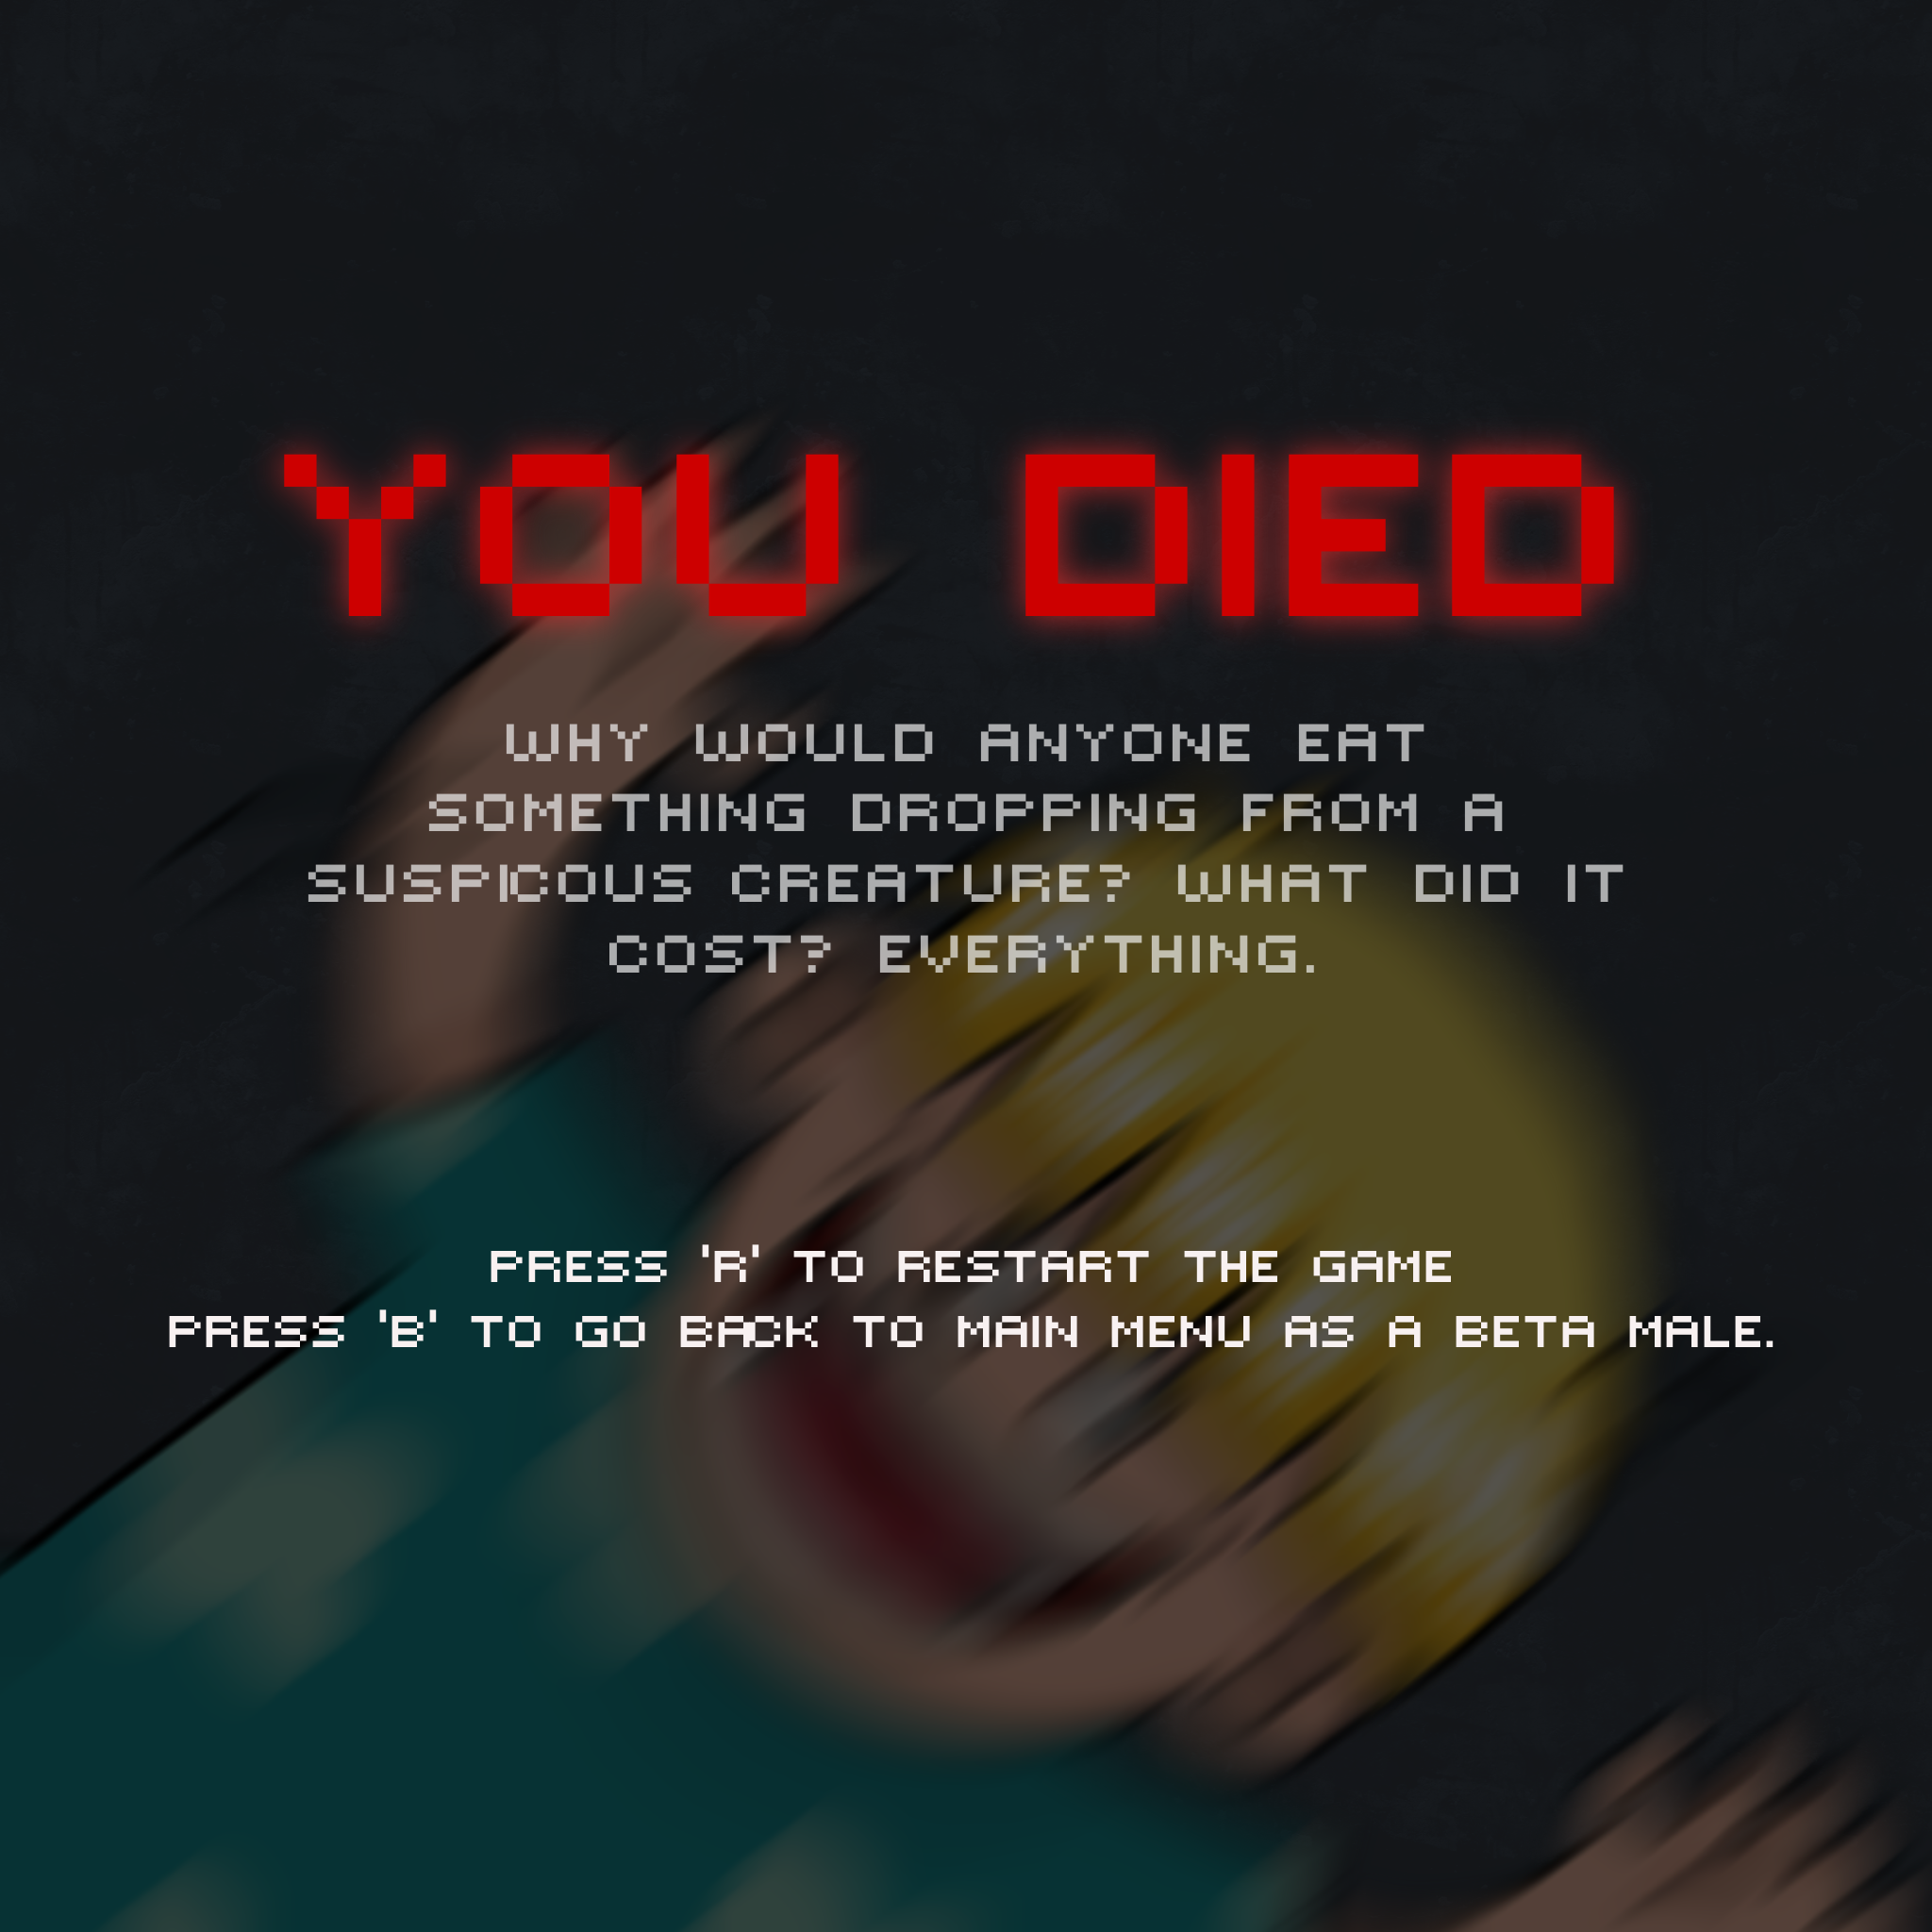 YOU DIED
WHY WOULD ANYONE EAT
SOMETHING DROPPING FROM A
SUSPICOUS CREATURE? WHAT DID IT
COST? EVERYTHING.
PRESS 'R' TO RESTART THE GAME
PRESS 'B' TO GO BACK TO MAIN MENU AS A BETA MALE.